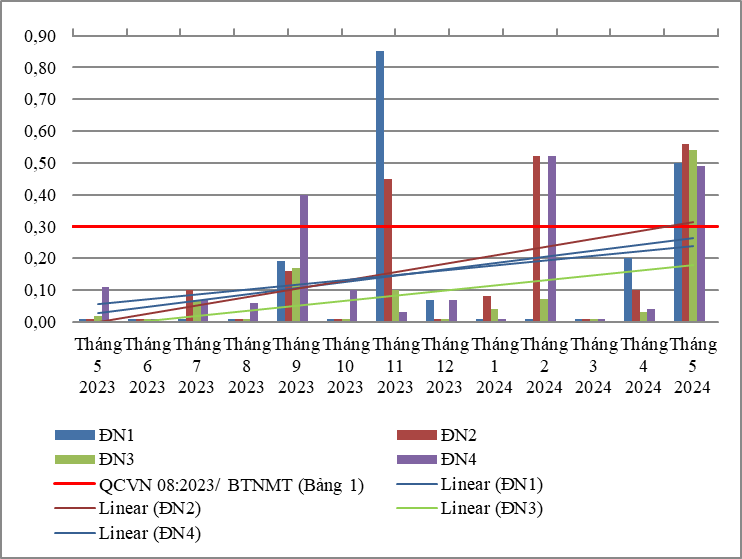 0,90
0,80
0,70
0,60
0,50
0,40
0,30
0,20
0,10
0,00
Tháng 5 2023
Tháng 6 2023
Tháng 7 2023
Tháng 8 2023
Tháng 9 2023
Tháng 10 2023
Tháng 11 2023
Tháng 12 2023
Tháng 1 2024
Tháng 2 2024
Tháng 3 2024
Tháng 4 2024
Tháng 5 2024
ĐN1
ĐN2
ĐN3
ĐN4
QCVN 08:2023/ BTNMT (Bảng 1)
Linear (ĐN1)
Linear (ĐN2)
Linear (ĐN3)
Linear (ĐN4)